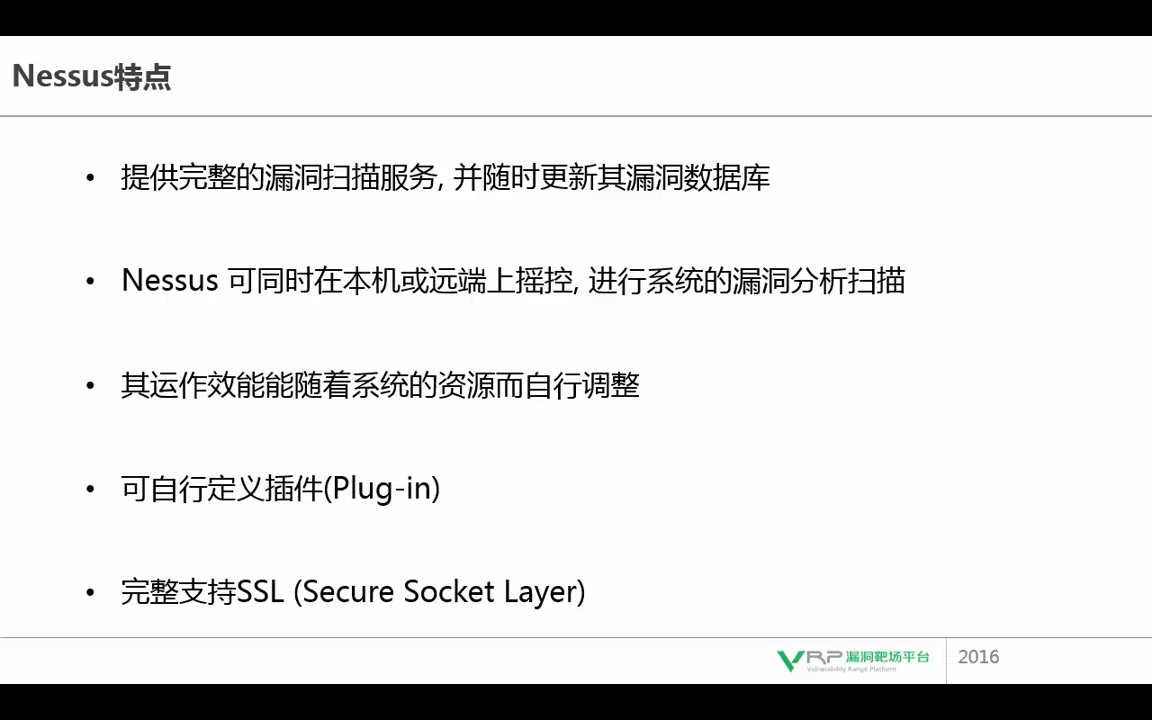 Nessus特点
• 提供完整的漏洞扫描服务, 并随时更新其漏洞数据库
• Nessus 可同时在本机或远端上摇控, 进行系统的漏洞分析扫描
• 其运作效能能随着系统的资源而自行调整
• 可自行定义插件(Plug-in)
• 完整支持SSL (Secure Socket Layer)
VRP 漏洞靶场平台
Vulnerability Range Platform
2016